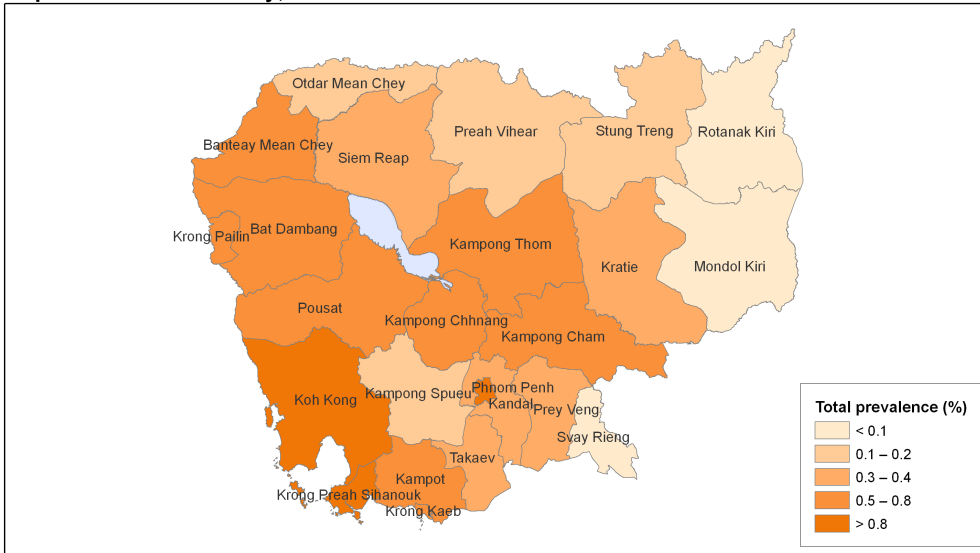 Otdar Mean Chey
Preah Vihear
Stung Treng
Rotanak Kiri
Banteay Mean Chey
Siem Reap
Krong Pailin
Bat Dambang
Kampong Thom
Kratie
Mondol Kiri
Pousat
Kampong Chhnang
Kampong Cham
Koh Kong
Kampong Spueu
Phnom Penh
Kandal
Prey Veng
Svay Rieng
Takaev
Kampot
Krong Preah Sihanouk
Krong Kaeb
Total prevalence (%)
< 0.1
0.1 – 0.2
0.3 – 0.4
0.5 – 0.8
> 0.8